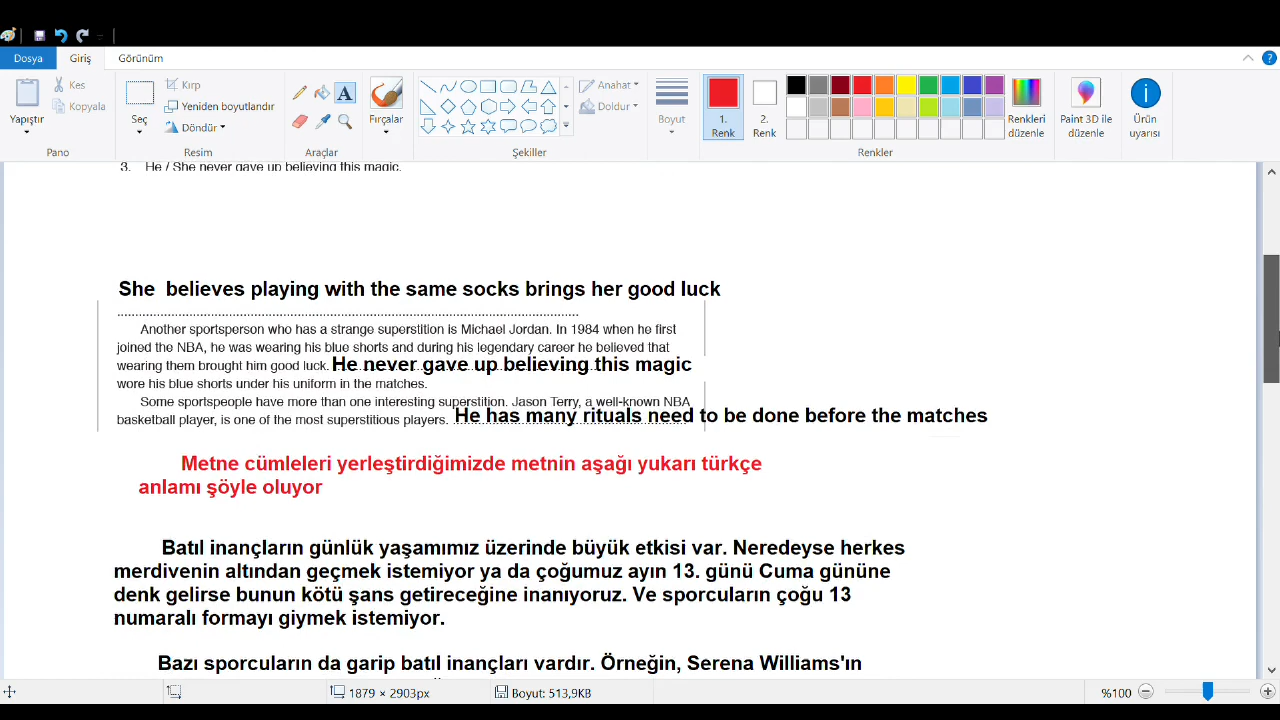 Dosya Giriş Görünüm
Yapıştır
Kes
Kopyala
Pano
Seç
Kırp
Yeniden boyutlandır
Döndür
Resim
A
Araçlar
Fırçalar
Şekiller
Anahat
Doldur
Boyut
1. Renk
2. Renk
Renkleri düzenle
Renkler
Paint 3D ile düzenle
Ürün uyarısı
3. He / She never gave up believing this magic.
She believes playing with the same socks brings her good luck
Another sportsperson who has a strange superstition is Michael Jordan. In 1984 when he first
joined the NBA, he was wearing his blue shorts and during his legendary career he believed that
wearing them brought him good luck. He never gave up believing this magic
wore his blue shorts under his uniform in the matches.
Some sportspeople have more than one interesting superstition. Jason Terry, a well-known NBA
basketball player, is one of the most superstitious players. He has many rituals need to be done before the matches
Metne cümleleri yerleştirdiğimizde metnin aşağı yukarı türkçe
anlamı şöyle oluyor
Batıl inançların günlük yaşamımız üzerinde büyük etkisi var. Neredeyse herkes
merdivenin altından geçmek istemiyor ya da çoğumuz ayın 13. günü Cuma gününe
denk gelirse bunun kötü şans getireceğine inanıyoruz. Ve sporcuların çoğu 13
numaralı formayı giymek istemiyor.
Bazı sporcuların da garip batıl inançları vardır. Örneğin, Serena Williams'ın
1879 × 2903px
Boyut: 513,9KB
%100